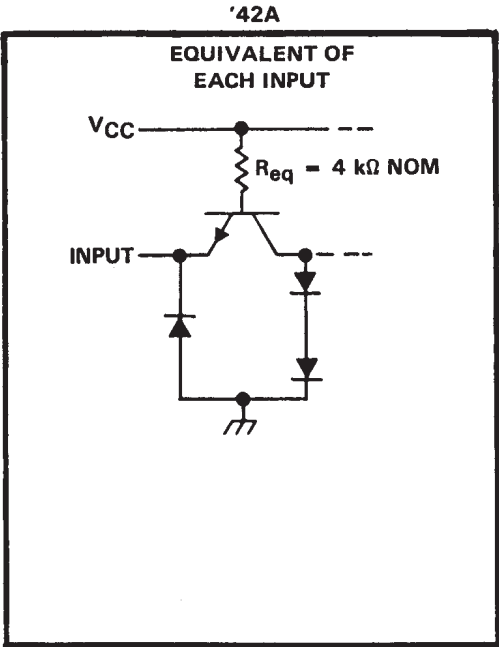 '42A
EQUIVALENT OF
EACH INPUT
VCC
Req = 4 kΩ NOM
INPUT